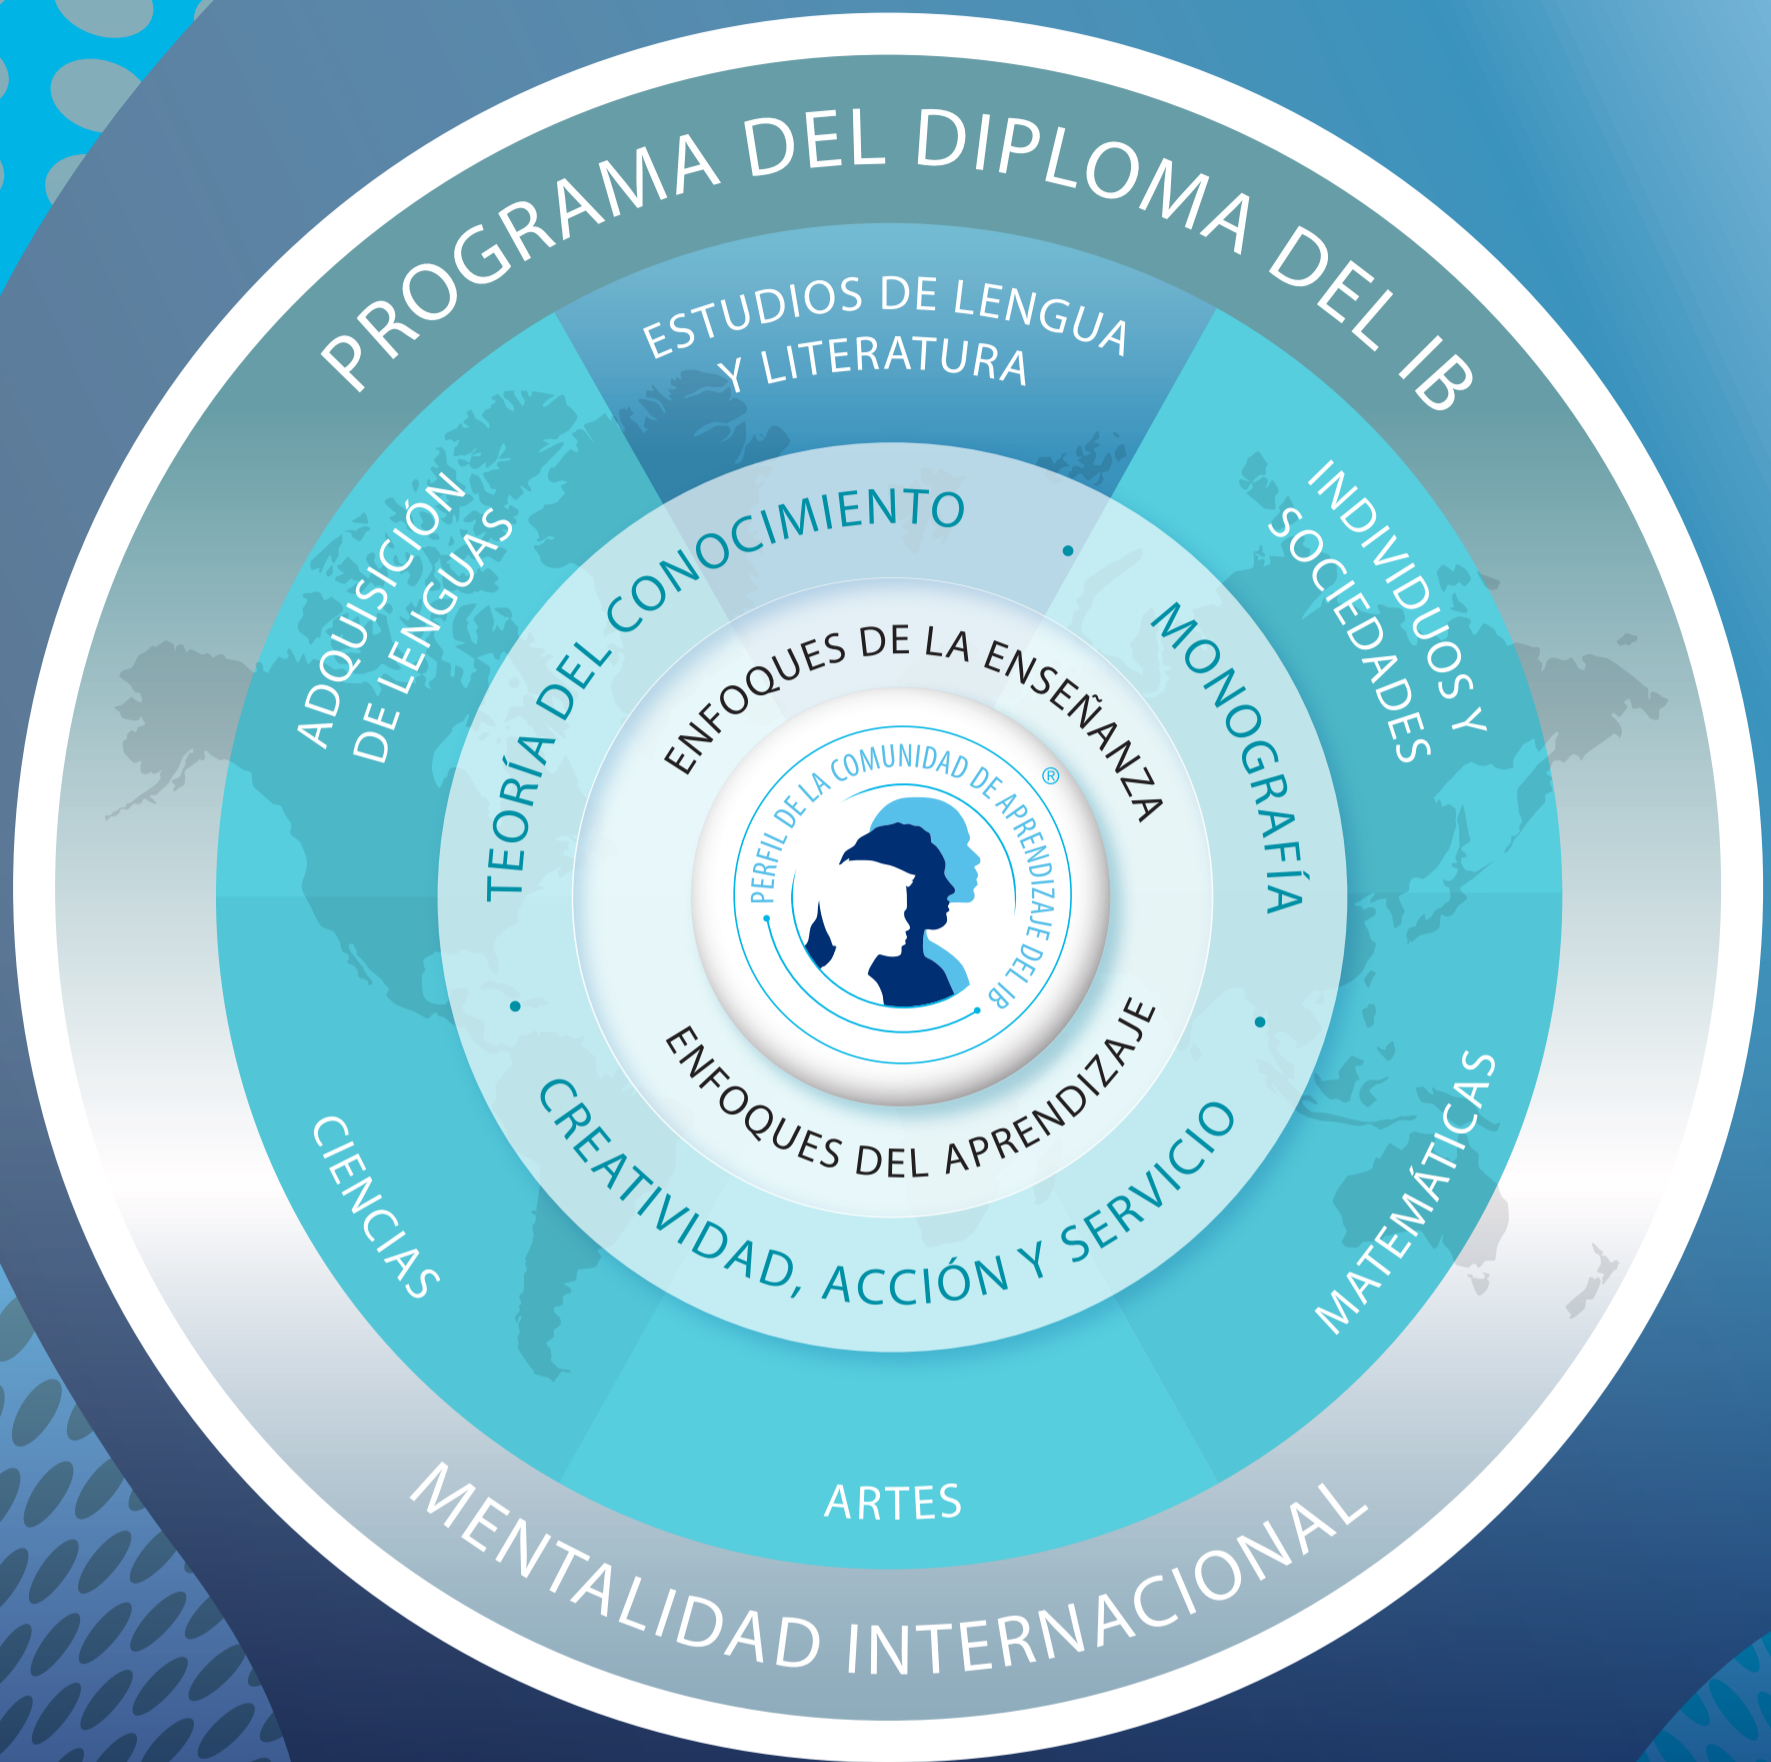 PROGRAMA DEL DIPLOMA DEL IB
ESTUDIOS DE LENGUA
Y LITERATURA
ADQUISICIÓN
DE LENGUAS
INDIVIDUOS Y
SOCIEDADES
TEORÍA DEL CONOCIMIENTO
•
MONOGRAFÍA
•
CREATIVIDAD, ACCIÓN Y SERVICIO
•
ENFOQUES DE LA ENSEÑANZA
PERFIL DE LA COMUNIDAD DE APRENDIZAJE DEL IB
®
ENFOQUES DEL APRENDIZAJE
CIENCIAS
MATEMÁTICAS
ARTES
MENTALIDAD INTERNACIONAL